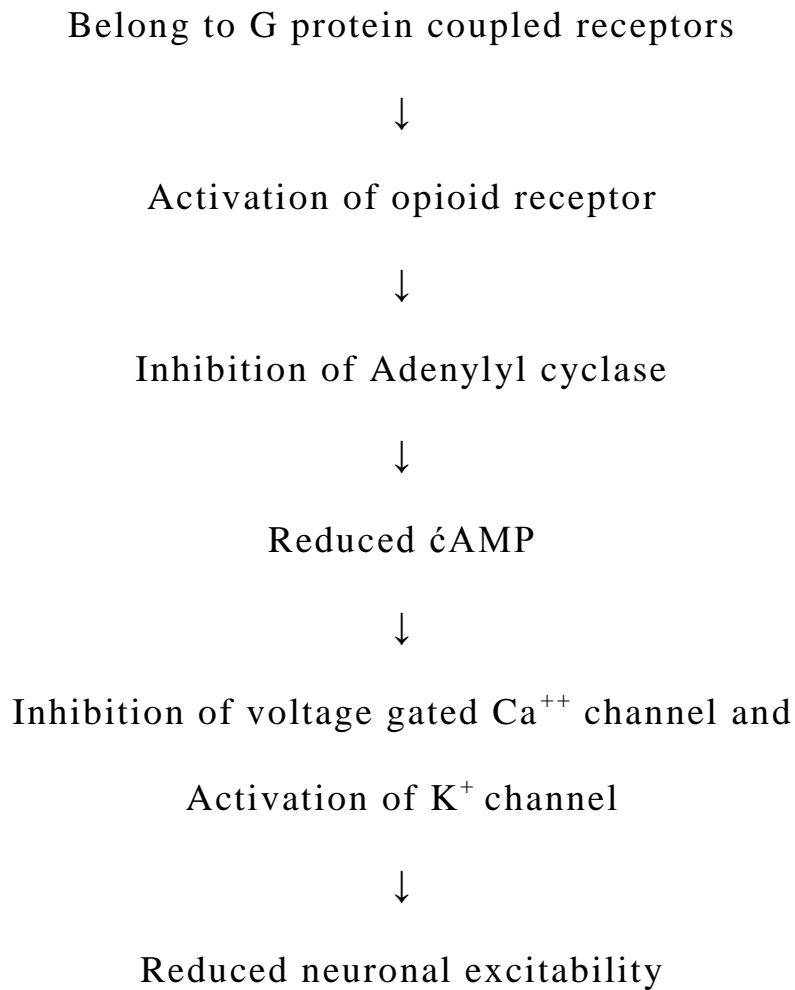 Belong to G protein coupled receptors
↓
Activation of opioid receptor
↓
Inhibition of Adenylyl cyclase
↓
Reduced ćAMP
↓
Inhibition of voltage gated Ca⁺⁺ channel and
Activation of K⁺ channel
↓
Reduced neuronal excitability